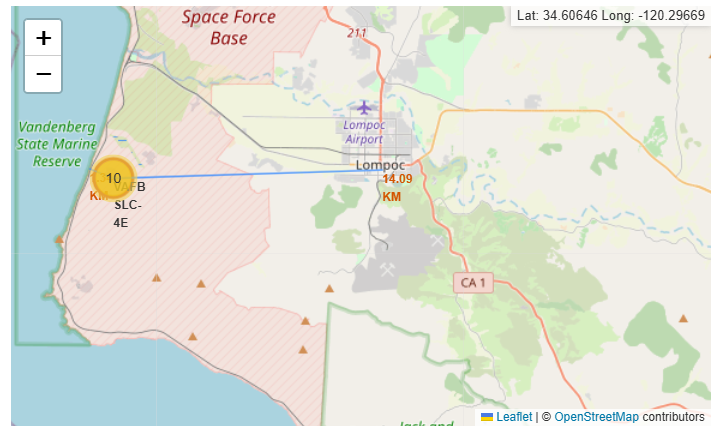 Space Force
Base
211
Lat: 34.60646 Long: -120.29669
+
−
Vandenberg
State Marine
Reserve
Lompoc
Airport
Lompoc
10
14.09
KM
KM
VAFB
SLC-
4E
CA 1
Leaflet | © OpenStreetMap contributors